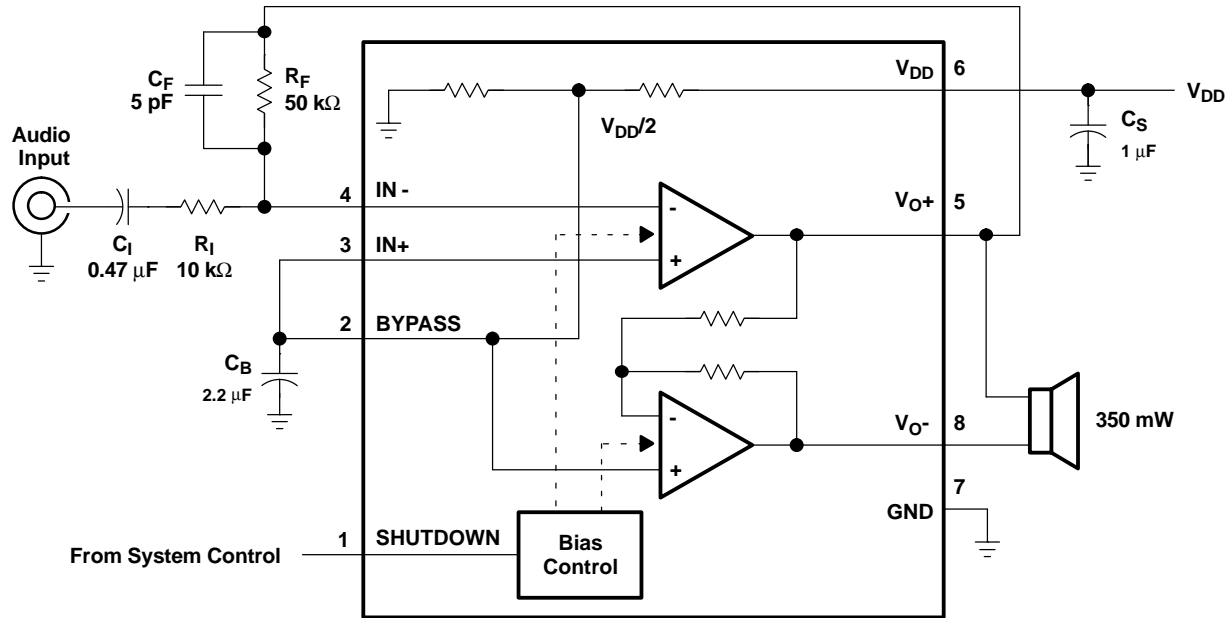 V_DD 6
C_F
5 pF
R_F
50 kΩ
V_DD
V_DD/2
C_S
1 μF
Audio
Input
4 IN -
V_O+ 5
-
+
C_I
0.47 μF
R_I
10 kΩ
3 IN+
2 BYPASS
C_B
2.2 μF
-
+
V_O- 8
350 mW
7
GND
1 SHUTDOWN
From System Control
Bias
Control